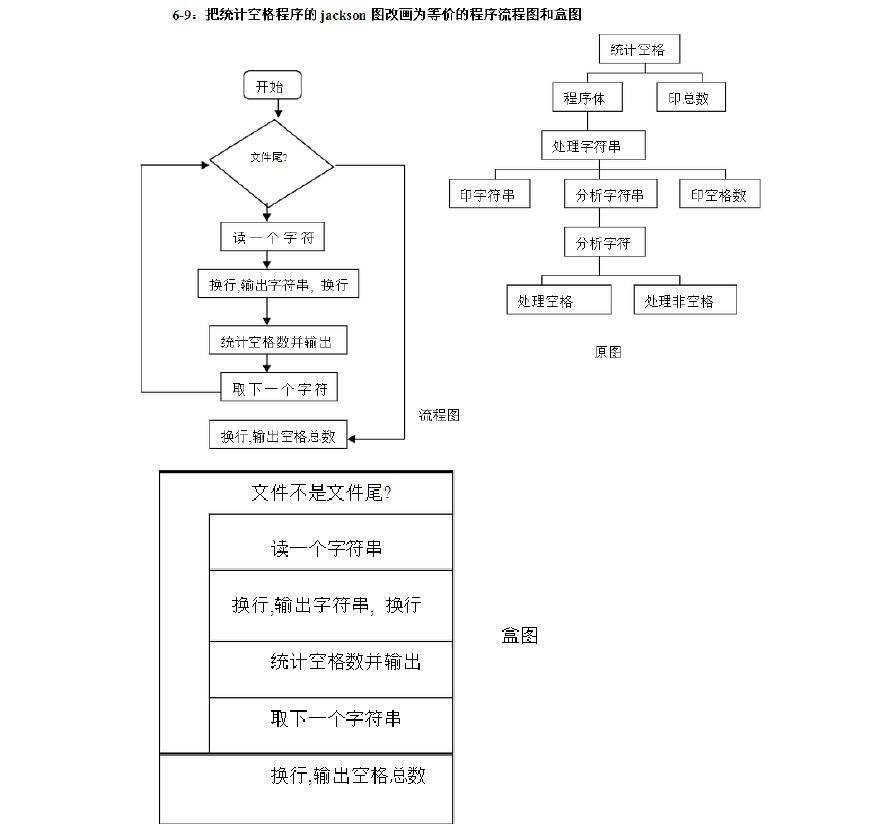 6-9：把统计空格程序的jackson图改画为等价的程序流程图和盒图
开始
文件尾?
读一个字符
换行,输出字符串, 换行
统计空格数并输出
取下一个字符
换行,输出空格总数
流程图
统计空格
程序体
印总数
处理字符串
印字符串
分析字符串
印空格数
分析字符
处理空格
处理非空格
原图
文件不是文件尾?
读一个字符串
换行,输出字符串, 换行
统计空格数并输出
取下一个字符串
换行,输出空格总数
盒图